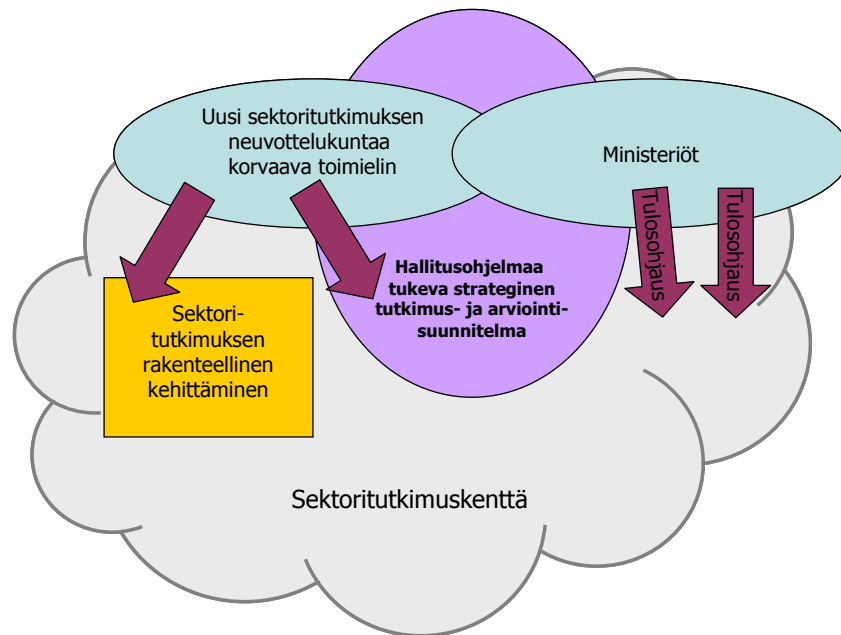 Uusi sektoritutkimuksen
neuvottelukuntaa
korvaava toimielin
Ministeriöt
Tulosohjaus
Tulosohjaus
Hallitusohjelmaa
tukeva strateginen
tutkimus- ja arviointi-
suunnitelma
Sektori-
tutkimuksen
rakenteellinen
kehittäminen
Sektoritutkimuskenttä